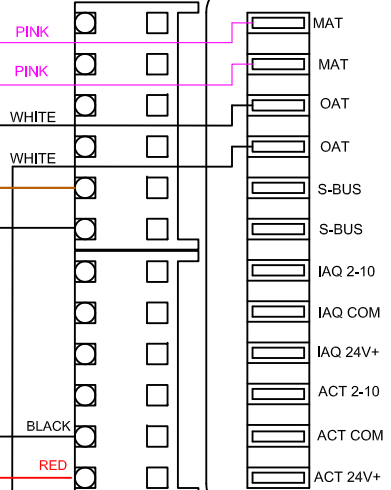 PINK MAT
PINK MAT
WHITE OAT
WHITE OAT
S-BUS
S-BUS
IAQ 2-10
IAQ COM
IAQ 24V+
ACT 2-10
BLACK ACT COM
RED ACT 24V+